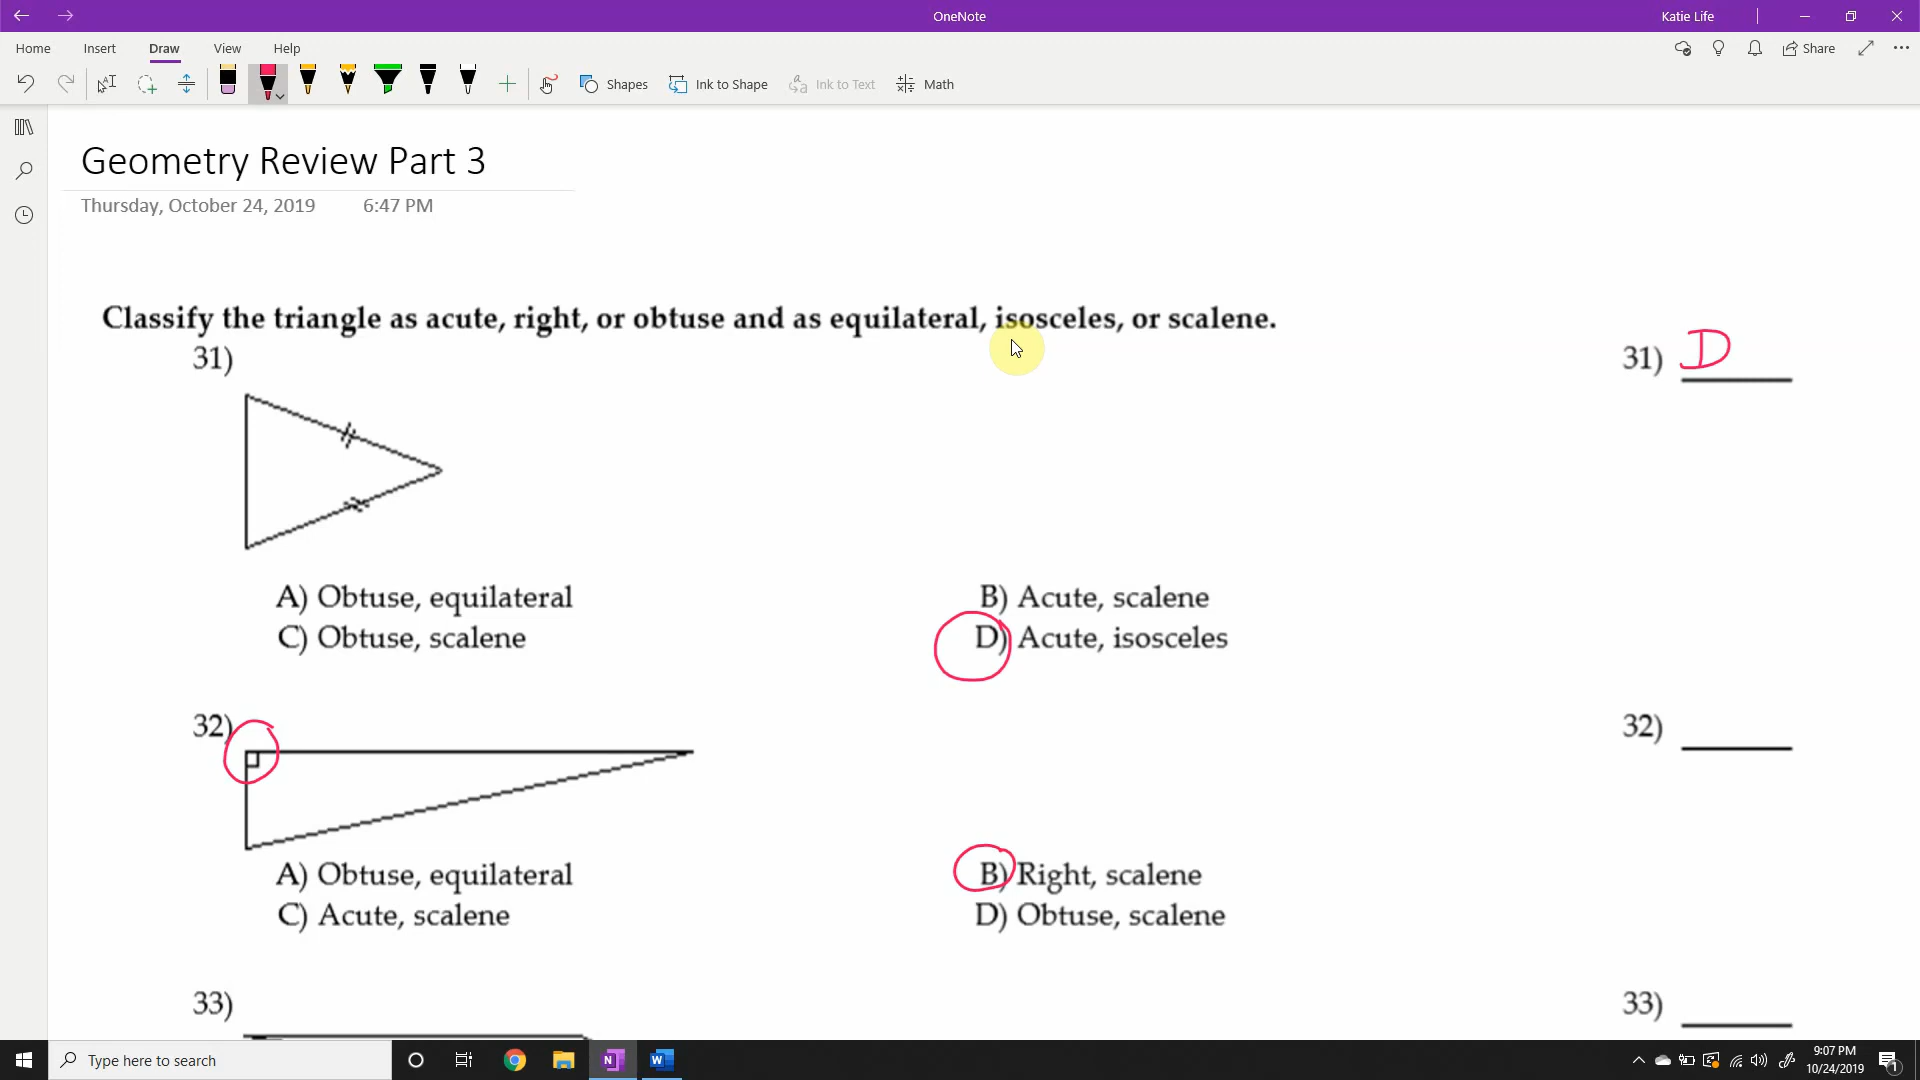 OneNote
Katie Life
Home Insert Draw View Help
Share
Shapes Ink to Shape Ink to Text Math
Geometry Review Part 3
Thursday, October 24, 2019 6:47 PM
Classify the triangle as acute, right, or obtuse and as equilateral, isosceles, or scalene.
31) 31) D
A) Obtuse, equilateral B) Acute, scalene
C) Obtuse, scalene D) Acute, isosceles
32) 32)
A) Obtuse, equilateral B) Right, scalene
C) Acute, scalene D) Obtuse, scalene
33) 33)
Type here to search
9:07 PM
10/24/2019
1